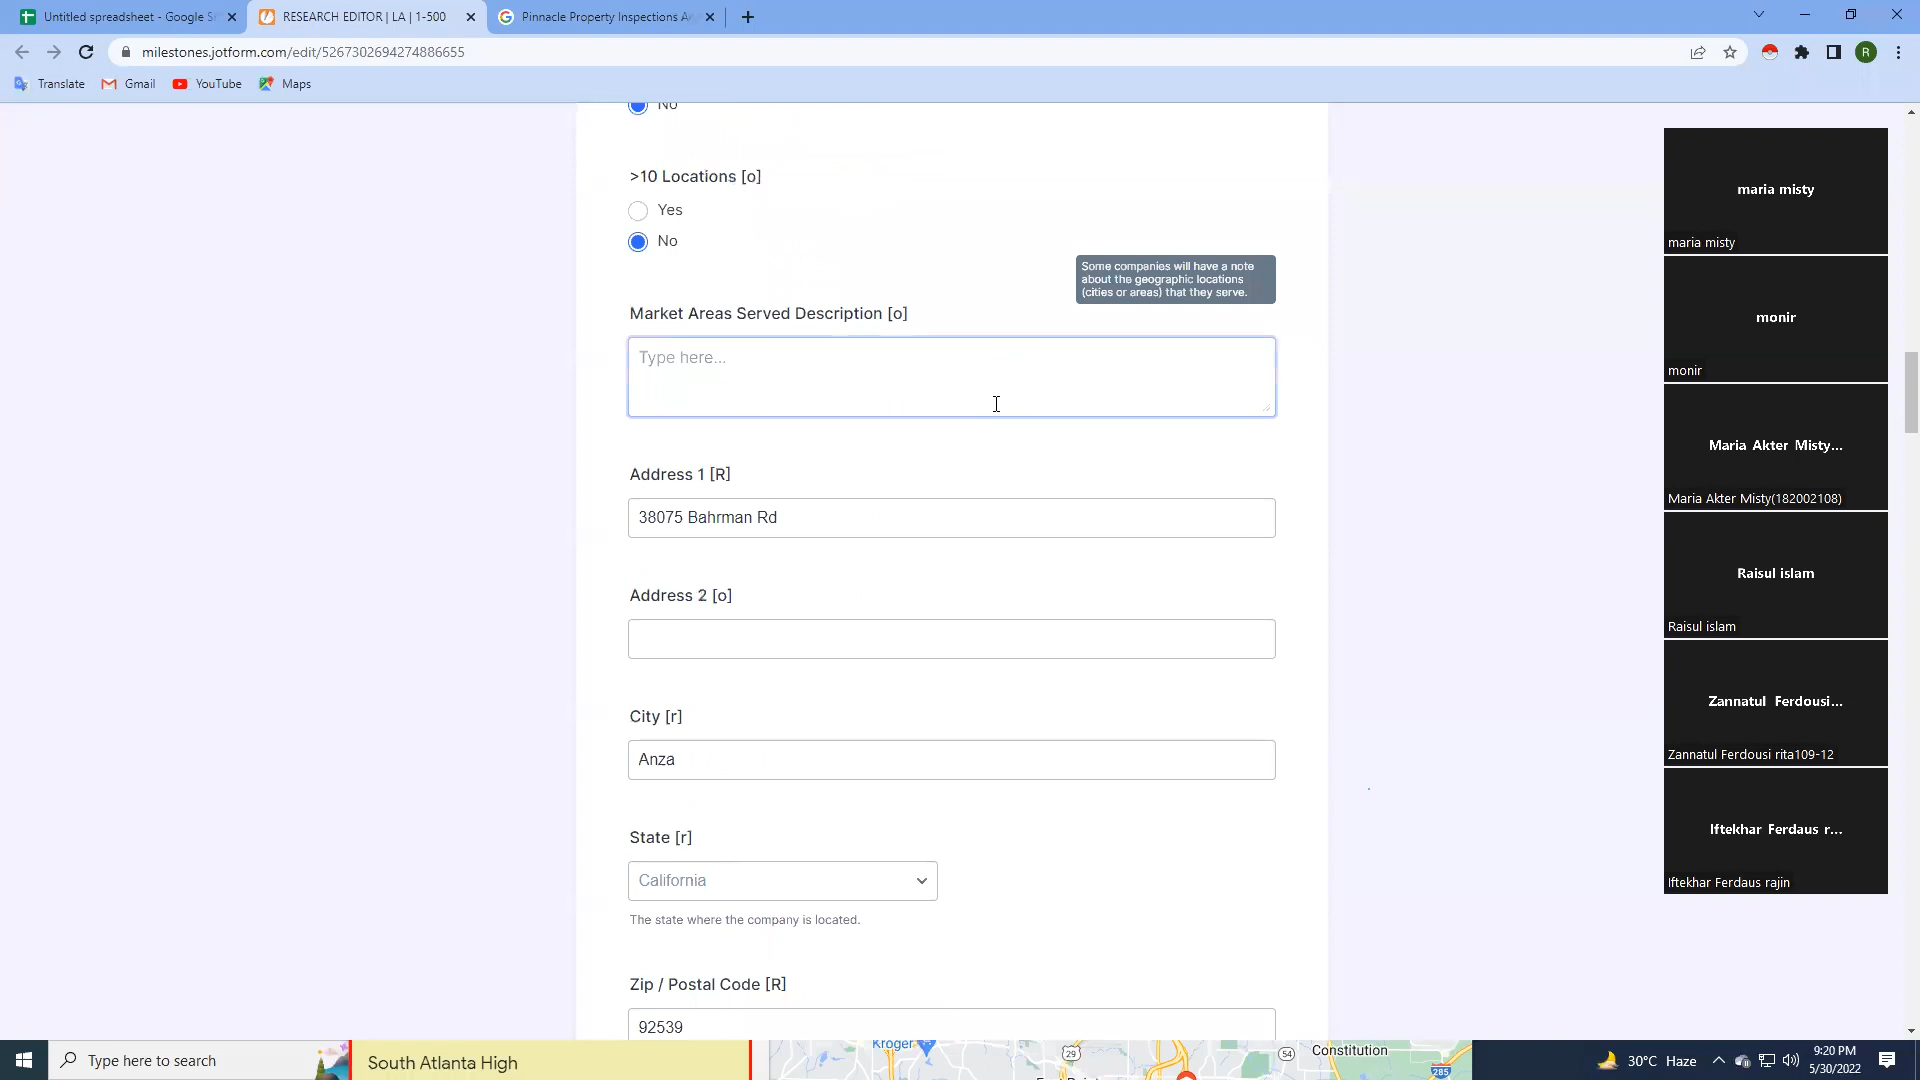 Untitled spreadsheet - Google S
RESEARCH EDITOR | LA | 1-500
Pinnacle Property Inspections A
milestones.jotform.com/edit/5267302694274886655
R
Translate
Gmail
YouTube
Maps
No
>10 Locations [o]
Yes
No
Some companies will have a note
about the geographic locations
(cities or areas) that they serve.
Market Areas Served Description [o]
Type here...
Address 1 [R]
38075 Bahrman Rd
Address 2 [o]
City [r]
Anza
State [r]
California
The state where the company is located.
Zip / Postal Code [R]
92539
maria misty
maria misty
monir
monir
Maria Akter Misty...
Maria Akter Misty(182002108)
Raisul islam
Raisul islam
Zannatul Ferdousi...
Zannatul Ferdousi rita109-12
Iftekhar Ferdaus r...
Iftekhar Ferdaus rajin
Type here to search
South Atlanta High
Kroger
29
54
Constitution
285
30°C Haze
9:20 PM
5/30/2022